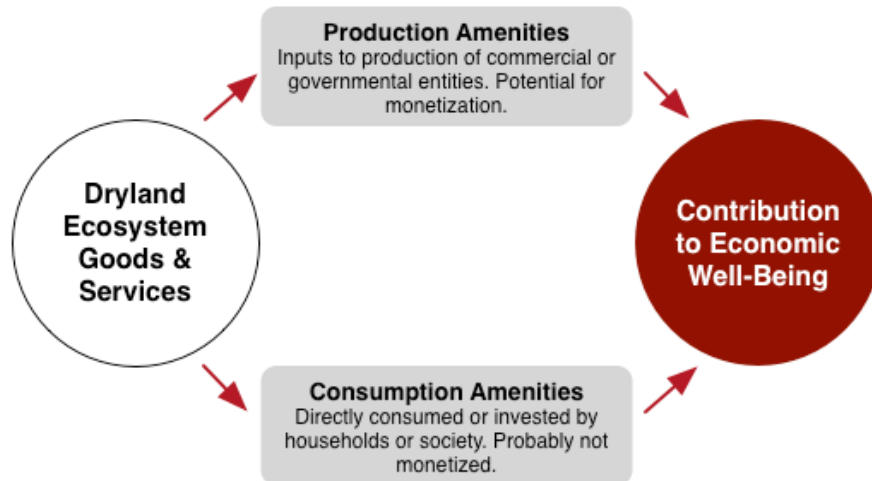 Production Amenities
Inputs to production of commercial or
governmental entities. Potential for
monetization.
Dryland
Ecosystem
Goods &
Services
Contribution
to Economic
Well-Being
Consumption Amenities
Directly consumed or invested by
households or society. Probably not
monetized.